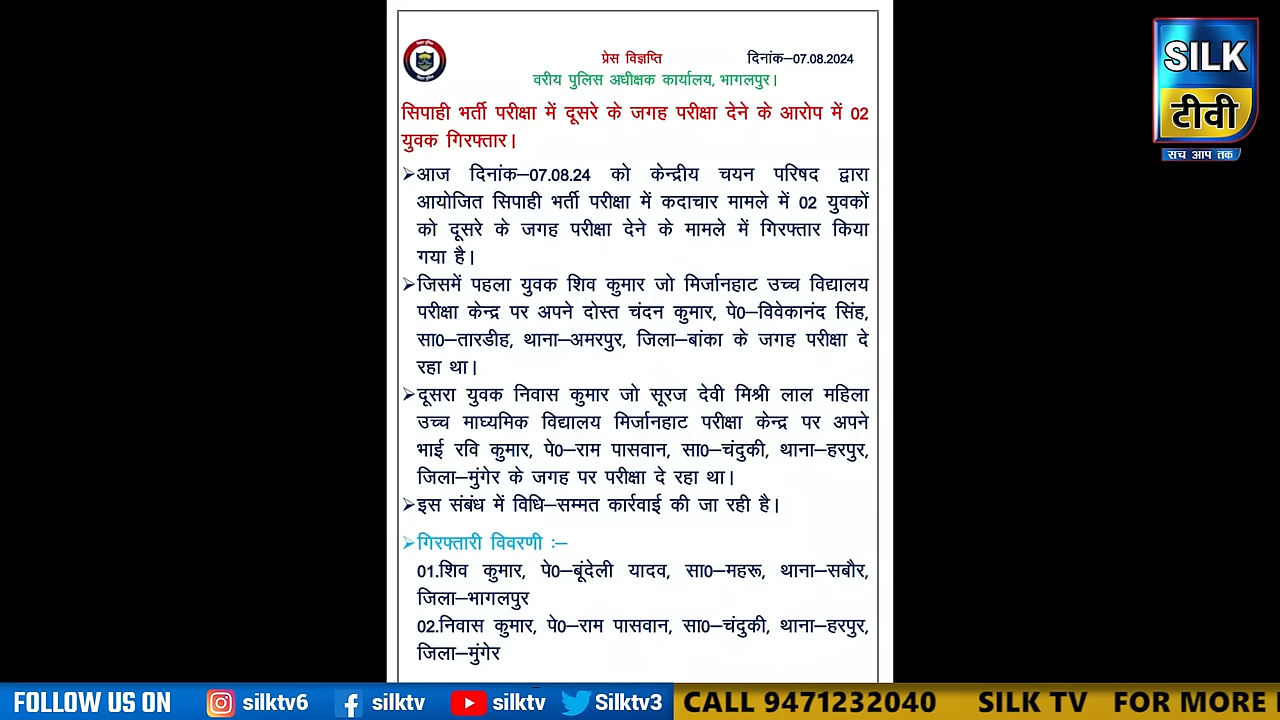 प्रेस विज्ञप्ति दिनांक–07.08.2024
वरीय पुलिस अधीक्षक कार्यालय, भागलपुर।
सिपाही भर्ती परीक्षा में दूसरे के जगह परीक्षा देने के आरोप में 02
युवक गिरफ्तार।
➢आज दिनांक–07.08.24 को केन्द्रीय चयन परिषद द्वारा
आयोजित सिपाही भर्ती परीक्षा में कदाचार मामले में 02 युवकों
को दूसरे के जगह परीक्षा देने के मामले में गिरफ्तार किया
गया है।
➢जिसमें पहला युवक शिव कुमार जो मिर्जानहाट उच्च विद्यालय
परीक्षा केन्द्र पर अपने दोस्त चंदन कुमार, पे0–विवेकानंद सिंह,
सा0–तारडीह, थाना–अमरपुर, जिला–बांका के जगह परीक्षा दे
रहा था।
➢दूसरा युवक निवास कुमार जो सूरज देवी मिश्री लाल महिला
उच्च माध्यमिक विद्यालय मिर्जानहाट परीक्षा केन्द्र पर अपने
भाई रवि कुमार, पे0–राम पासवान, सा0–चंदुकी, थाना–हरपुर,
जिला–मुंगेर के जगह पर परीक्षा दे रहा था।
➢इस संबंध में विधि–सम्मत कार्रवाई की जा रही है।
➢गिरफ्तारी विवरणी :–
01.शिव कुमार, पे0–बूंदेली यादव, सा0–महरू, थाना–सबौर,
जिला–भागलपुर
02.निवास कुमार, पे0–राम पासवान, सा0–चंदुकी, थाना–हरपुर,
जिला–मुंगेर
SILK
टीवी
सच आप तक
FOLLOW US ON silktv6 silktv silktv Silktv3 CALL 9471232040 SILK TV FOR MORE